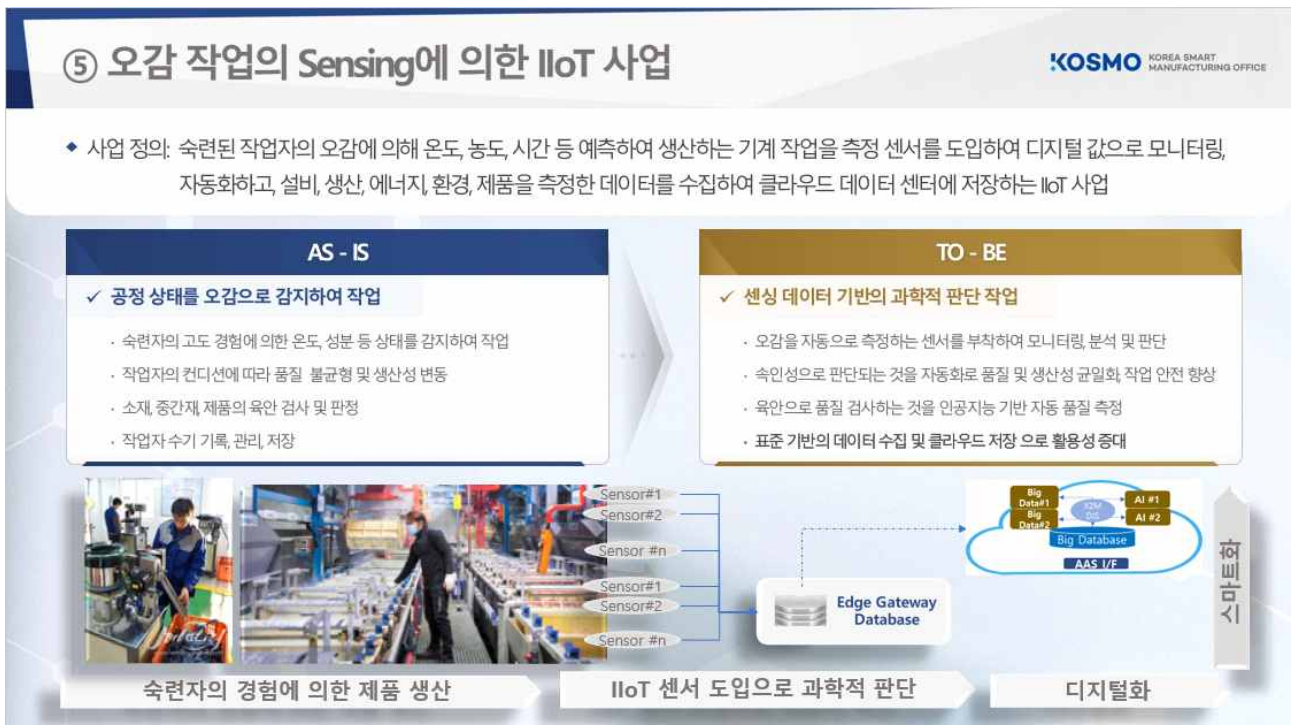 ⑤ 오감 작업의 Sensing에 의한 IIoT 사업
KOSMO KOREA SMART
MANUFACTURING OFFICE
◆ 사업 정의: 숙련된 작업자의 오감에 의해 온도, 농도, 시간 등 예측하여 생산하는 기계 작업을 측정 센서를 도입하여 디지털 값으로 모니터링,
자동화하고, 설비, 생산, 에너지, 환경, 제품을 측정한 데이터를 수집하여 클라우드 데이터 센터에 저장하는 IIoT 사업
AS - IS
✓ 공정 상태를 오감으로 감지하여 작업
· 숙련자의 고도 경험에 의한 온도, 성분 등 상태를 감지하여 작업
· 작업자의 컨디션에 따라 품질 불균형 및 생산성 변동
· 소재, 중간재, 제품의 육안 검사 및 판정
· 작업자 수기 기록, 관리, 저장
TO - BE
✓ 센싱 데이터 기반의 과학적 판단 작업
· 오감을 자동으로 측정하는 센서를 부착하여 모니터링, 분석 및 판단
· 속인성으로 판단되는 것을 자동화로 품질 및 생산성 균일화, 작업 안전 향상
· 육안으로 품질 검사하는 것을 인공지능 기반 자동 품질 측정
· 표준 기반의 데이터 수집 및 클라우드 저장 으로 활용성 증대
Sensor#1
Sensor#2
Sensor #n
Sensor#1
Sensor#2
Sensor #n
Edge Gateway
Database
Big
Data#1
Big
Data#2
AI #1
AI #2
Big Database
AAS I/F
스마트화
숙련자의 경험에 의한 제품 생산
IIoT 센서 도입으로 과학적 판단
디지털화